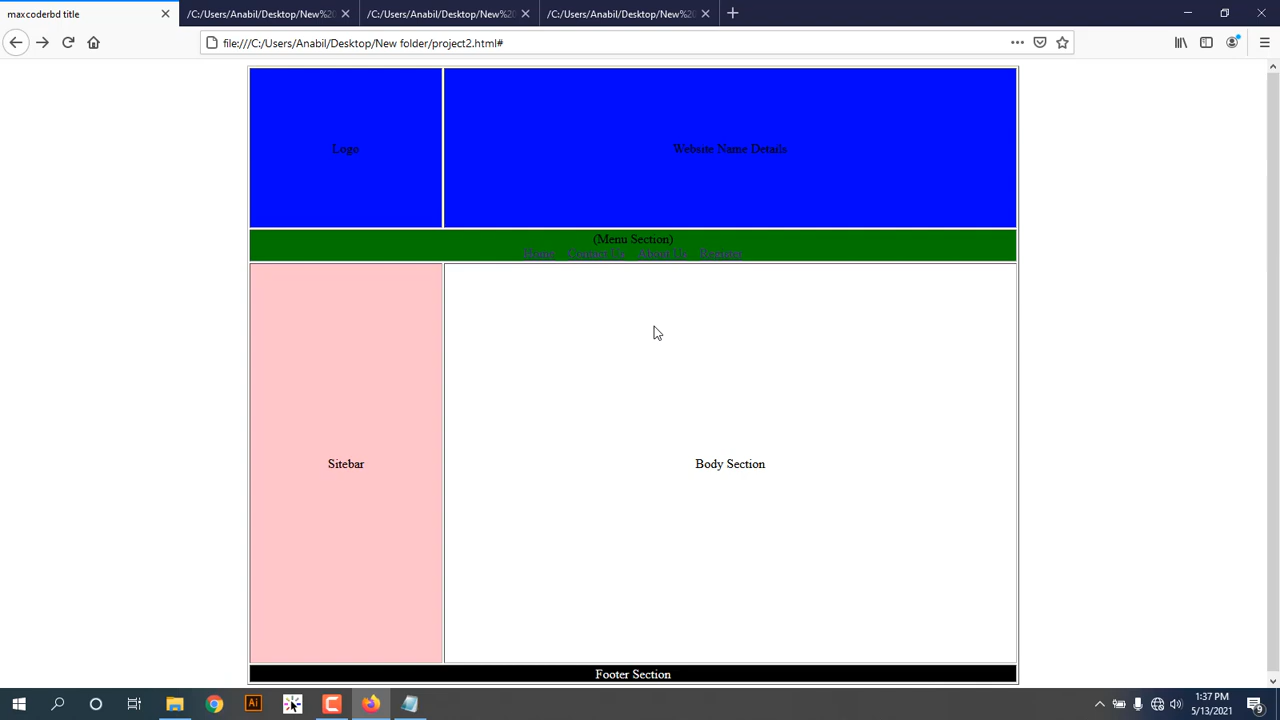 maxcoderbd title
/C:/Users/Anabil/Desktop/New%20
/C:/Users/Anabil/Desktop/New%20
/C:/Users/Anabil/Desktop/New%20
file:///C:/Users/Anabil/Desktop/New folder/project2.html#
Logo
Website Name Details
(Menu Section)
Home Contact Us About Us
Sitebar
Body Section
Footer Section
Ai
1:37 PM
5/13/2021